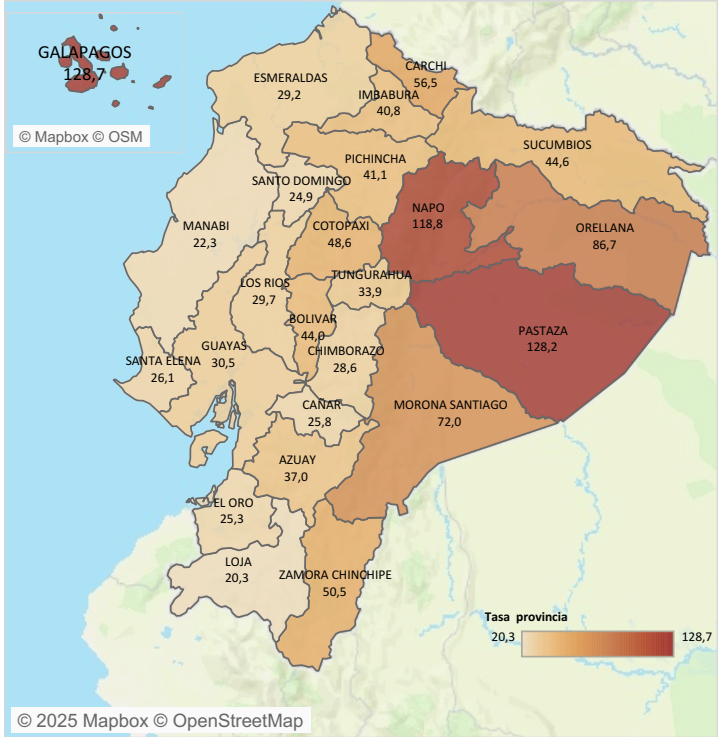 GALAPAGOS
128,7
© Mapbox © OSM
ESMERALDAS
29,2
CARCHI
56,5
IMBABURA
40,8
SUCUMBIOS
44,6
PICHINCHA
41,1
SANTO DOMINGO
24,9
NAPO
118,8
MANABI
22,3
COTOPAXI
48,6
ORELLANA
86,7
TUNGURAHUA
33,9
LOS RIOS
29,7
BOLIVAR
44,0
PASTAZA
128,2
GUAYAS
30,5
CHIMBORAZO
28,6
SANTA ELENA
26,1
CAÑAR
25,8
MORONA SANTIAGO
72,0
AZUAY
37,0
EL ORO
25,3
LOJA
20,3
ZAMORA CHINCHIPE
50,5
Tasa provincia
20,3
128,7
© 2025 Mapbox © OpenStreetMap